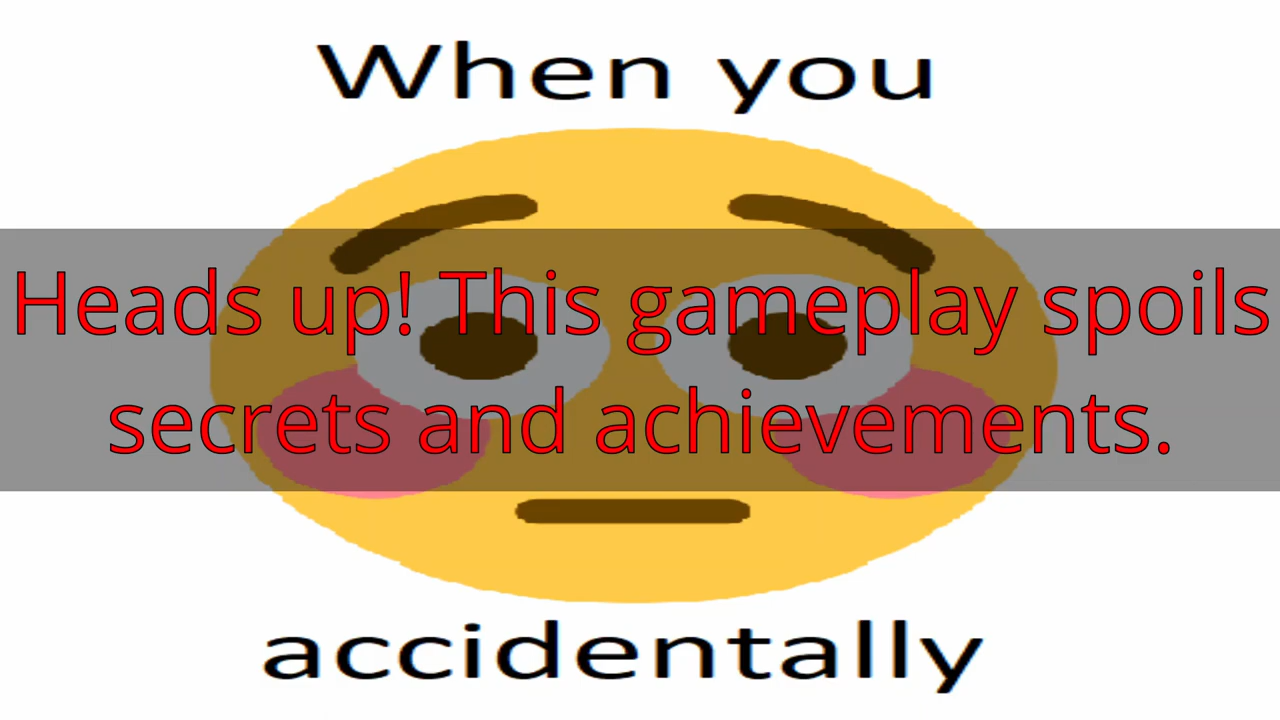 When you
Heads up! This gameplay spoils
secrets and achievements.
accidentally